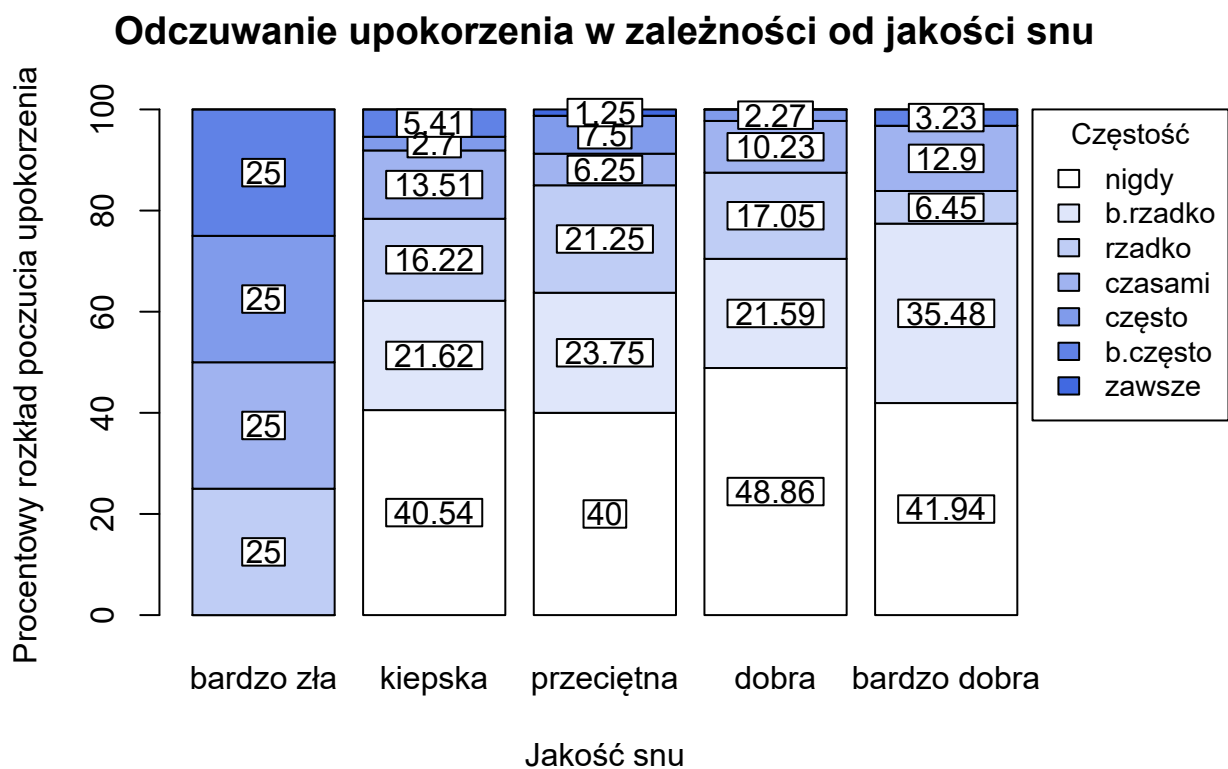 Odczuwanie upokorzenia w zależności od jakości snu
Procentowy rozkład poczucia upokorzenia
100
80
60
40
20
0
25
25
25
25
5.41
2.7
13.51
16.22
21.62
40.54
1.25
7.5
6.25
21.25
23.75
40
2.27
10.23
17.05
21.59
48.86
3.23
12.9
6.45
35.48
41.94
Częstość
nigdy
b.rzadko
rzadko
czasami
często
b.często
zawsze
bardzo zła
kiepska
przeciętna
dobra
bardzo dobra
Jakość snu